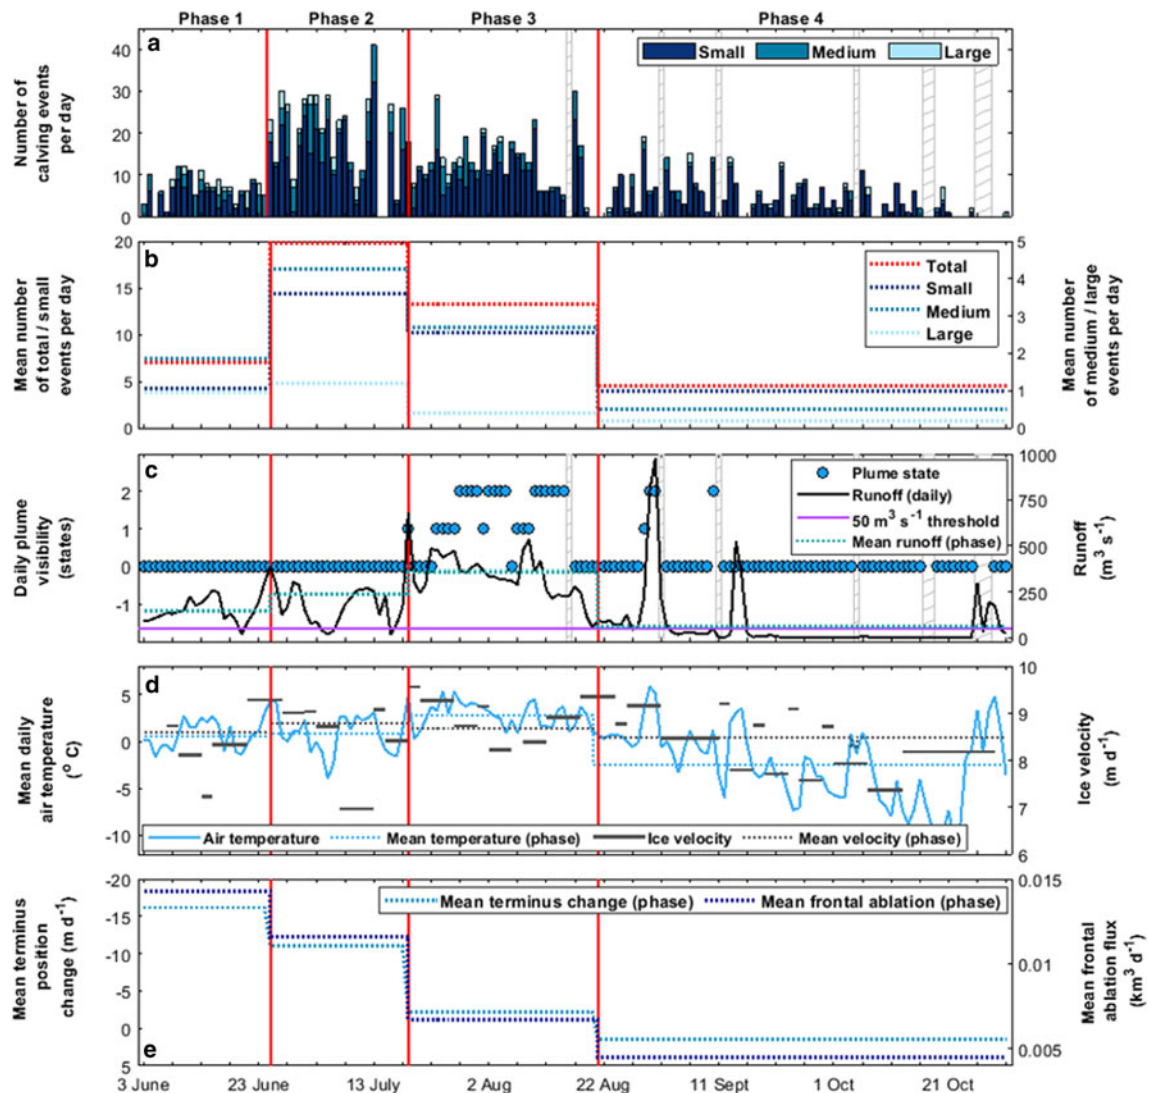 Phase 1 Phase 2 Phase 3 Phase 4
a
Small Medium Large
Number of
calving events
per day
40
30
20
10
0
b
Mean number
of total / small
events per day
20
15
10
5
0
Total
Small
Medium
Large
5
4
3
2
1
0
Mean number
of medium / large
events per day
c
Daily plume
visibility
(states)
2
1
0
-1
Plume state
Runoff (daily)
50 m³ s⁻¹ threshold
Mean runoff (phase)
1000
750
500
250
0
Runoff
(m³ s⁻¹)
d
Mean daily
air temperature
(° C)
5
0
-5
-10
Air temperature Mean temperature (phase) Ice velocity Mean velocity (phase)
10
9
8
7
6
Ice velocity
(m d⁻¹)
e
Mean terminus
position
change (m d⁻¹)
-20
-15
-10
-5
0
5
Mean terminus change (phase) Mean frontal ablation (phase)
0.015
0.01
0.005
Mean frontal
ablation flux
(km³ d⁻¹)
3 June 23 June 13 July 2 Aug 22 Aug 11 Sept 1 Oct 21 Oct